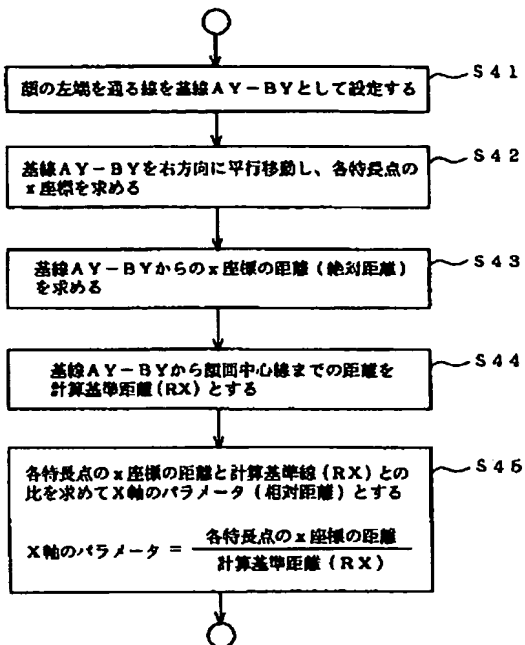 S41
顔の左端を通る線を基線AY-BYとして設定する
S42
基線AY-BYを右方向に平行移動し、各特長点の
x座標を求める
S43
基線AY-BYからのx座標の距離(絶対距離)
を求める
S44
基線AY-BYから顔面中心線までの距離を
計算基準距離(RX)とする
S45
各特長点のx座標の距離と計算基準線(RX)との
比を求めてX軸のパラメータ(相対距離)とする
X軸のパラメータ = 各特長点のx座標の距離
計算基準距離(RX)